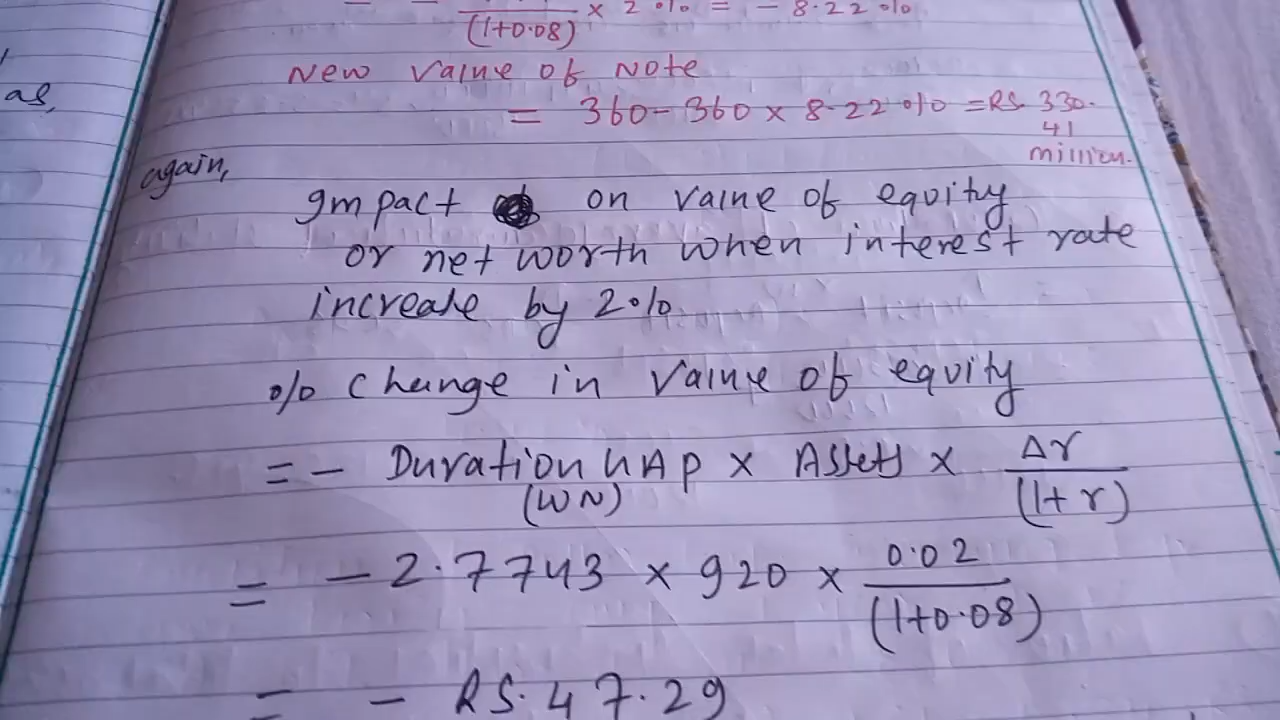 as,
(1+0.08) × 2% = - 8.22%
New Value of Note
= 360-360 × 8.22% = RS. 330.
41
million.
again,
Impact on value of equity
or net worth when interest rate
increase by 2%.
% Change in Value of equity
= - Duration GAP × Assets × Δr / (1+r)
(WN)
= - 2.7743 × 920 × 0.02 / (1+0.08)
= - RS. 47.29